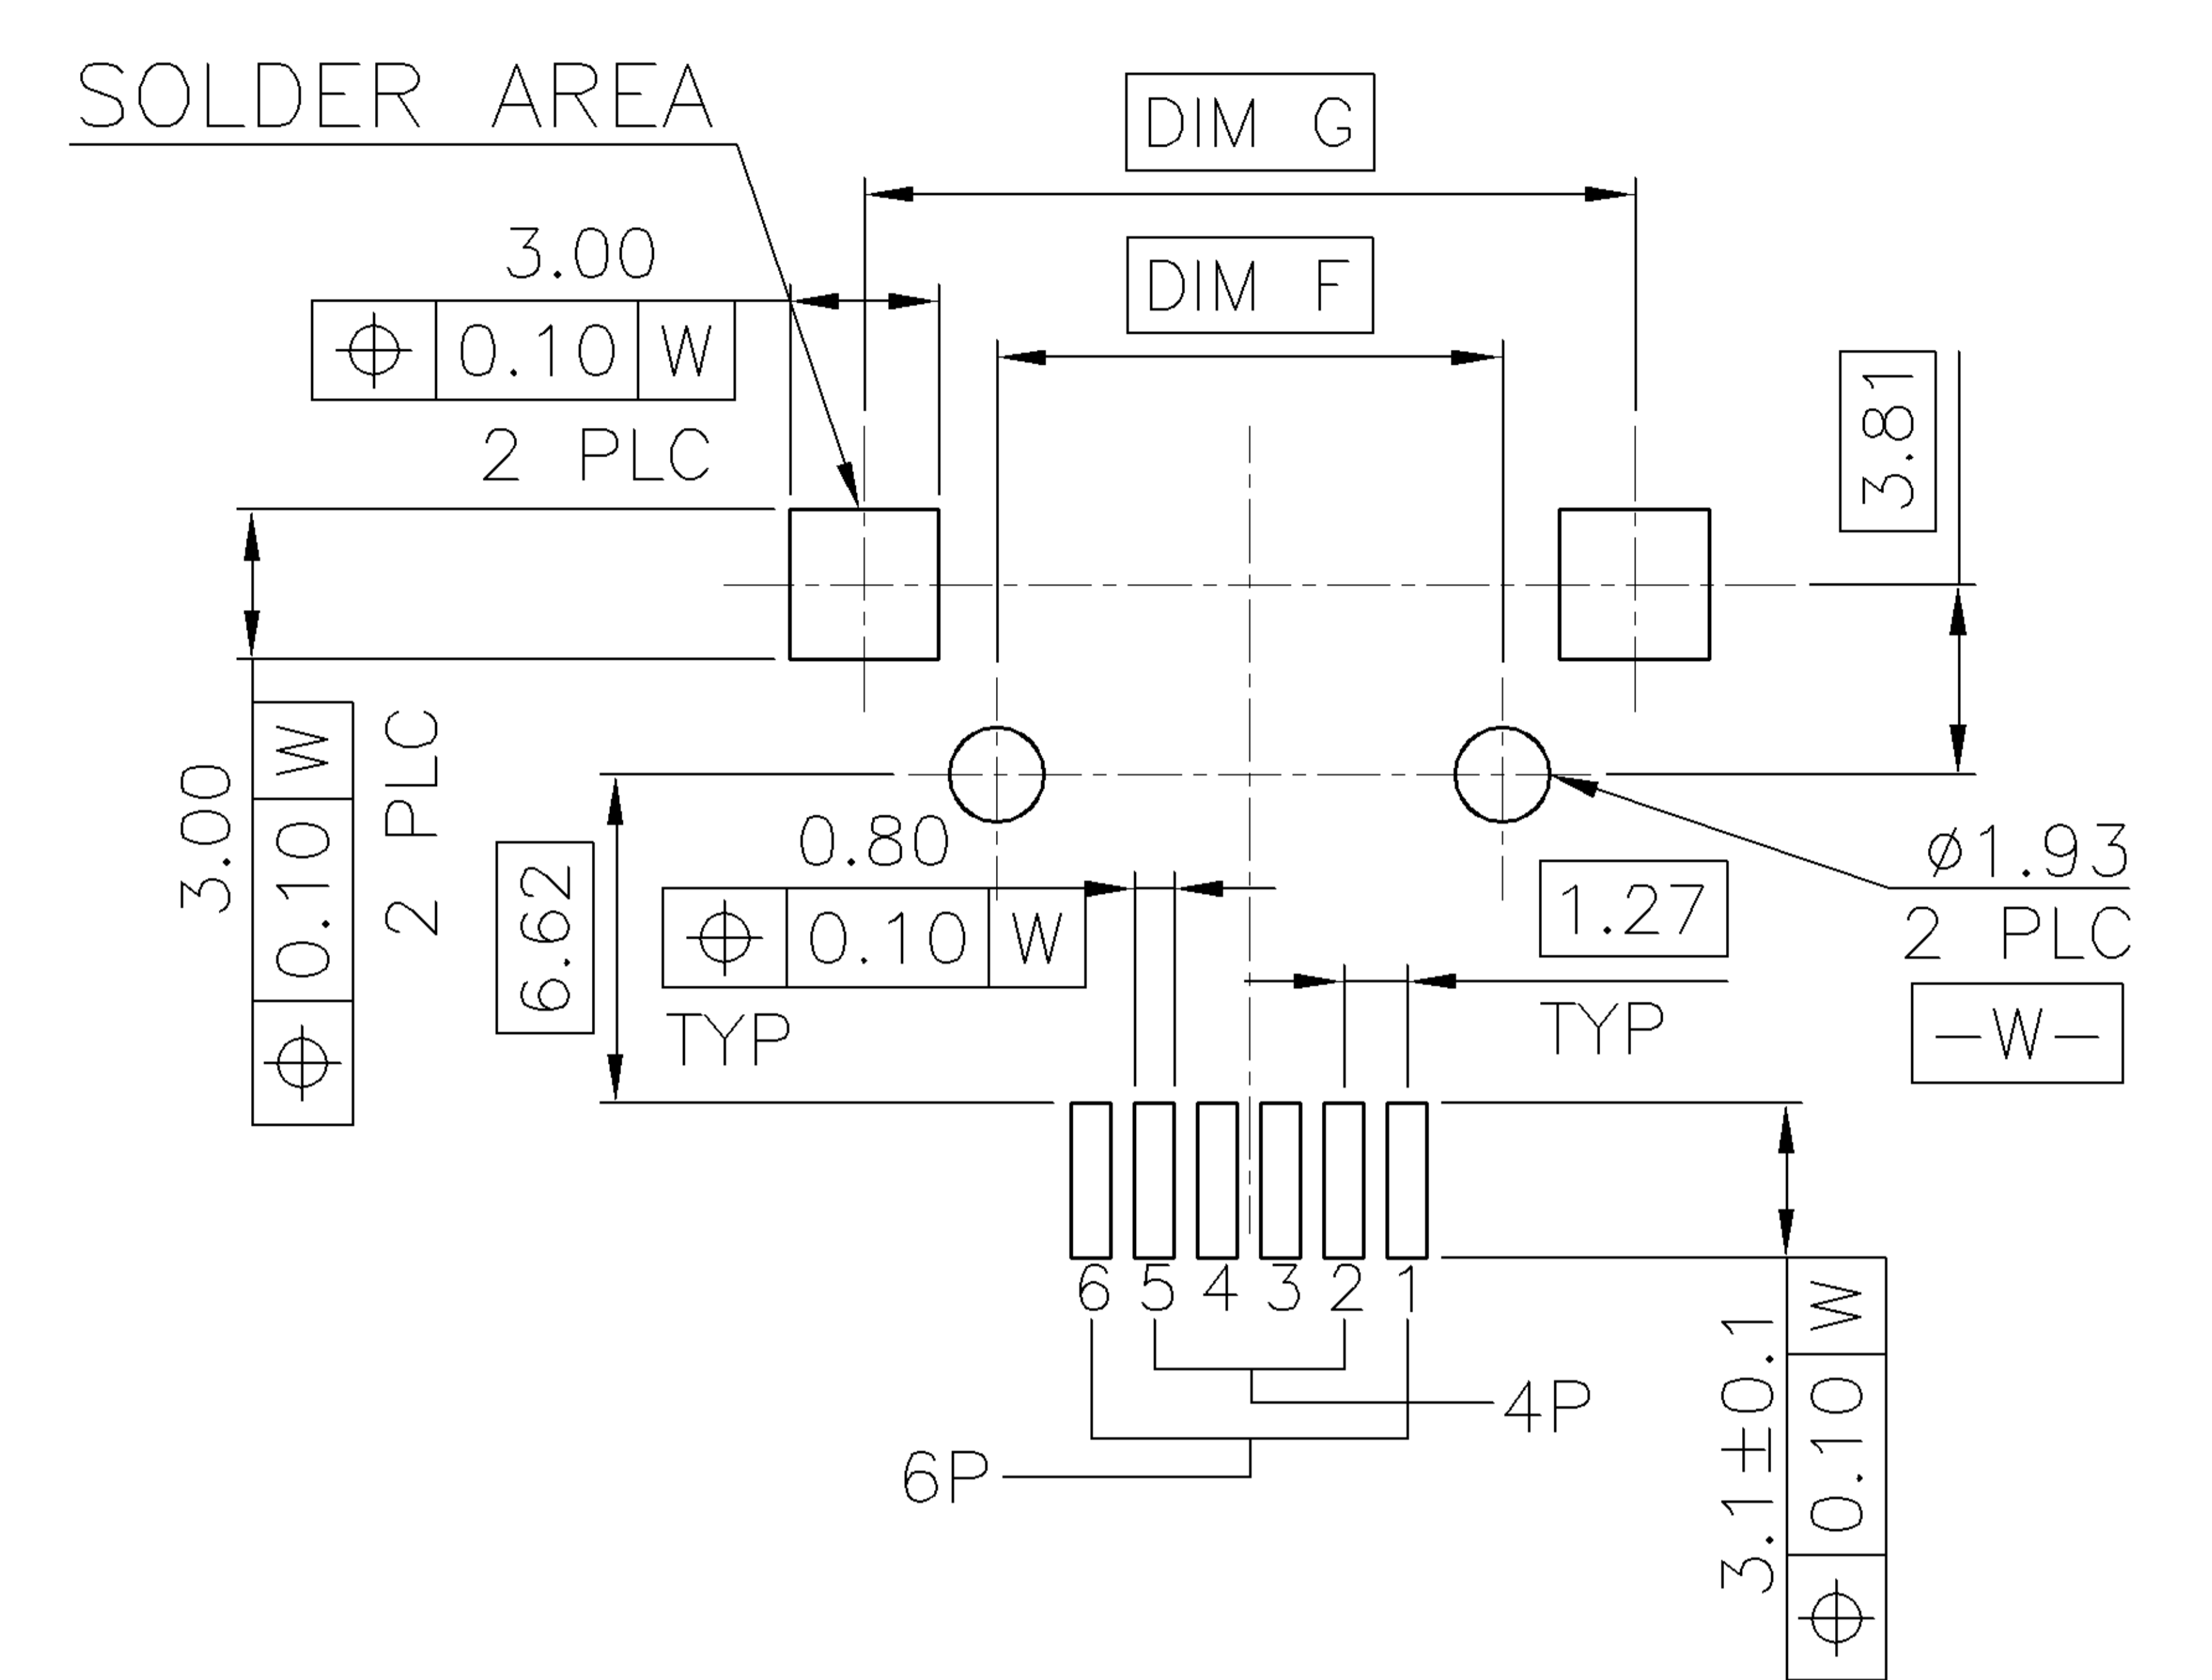 SOLDER AREA
DIM G
3.00
DIM F
⌖ 0.10 W
2 PLC
3.81
3.00
⌖ 0.10 W
2 PLC
6.62
0.80
⌖ 0.10 W
TYP
1.27
TYP
⌀1.93
2 PLC
-W-
6 5 4 3 2 1
4P
6P
3.1±0.1
⌖ 0.10 W